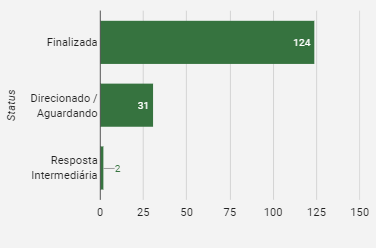 Finalizada
124
Status
Direcionado /
Aguardando
31
Resposta
Intermediária
2
0 25 50 75 100 125 150